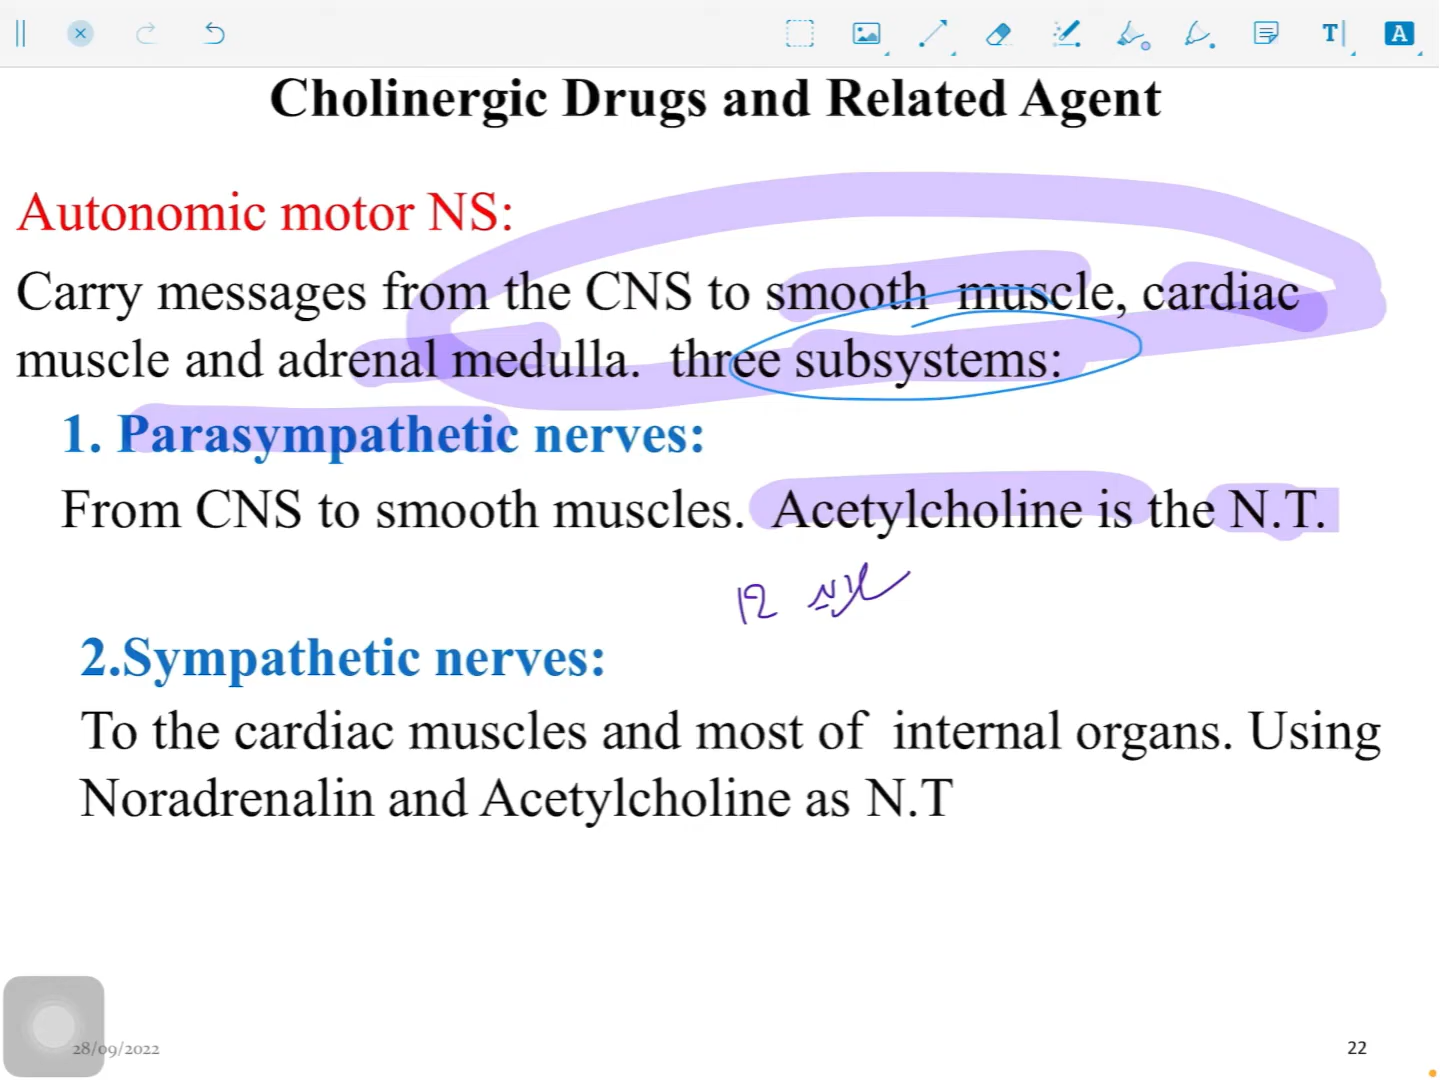 Cholinergic Drugs and Related Agent
Autonomic motor NS:
Carry messages from the CNS to smooth muscle, cardiac
muscle and adrenal medulla. three subsystems:
1. Parasympathetic nerves:
From CNS to smooth muscles. Acetylcholine is the N.T.
12
2.Sympathetic nerves:
To the cardiac muscles and most of internal organs. Using
Noradrenalin and Acetylcholine as N.T
28/09/2022
22